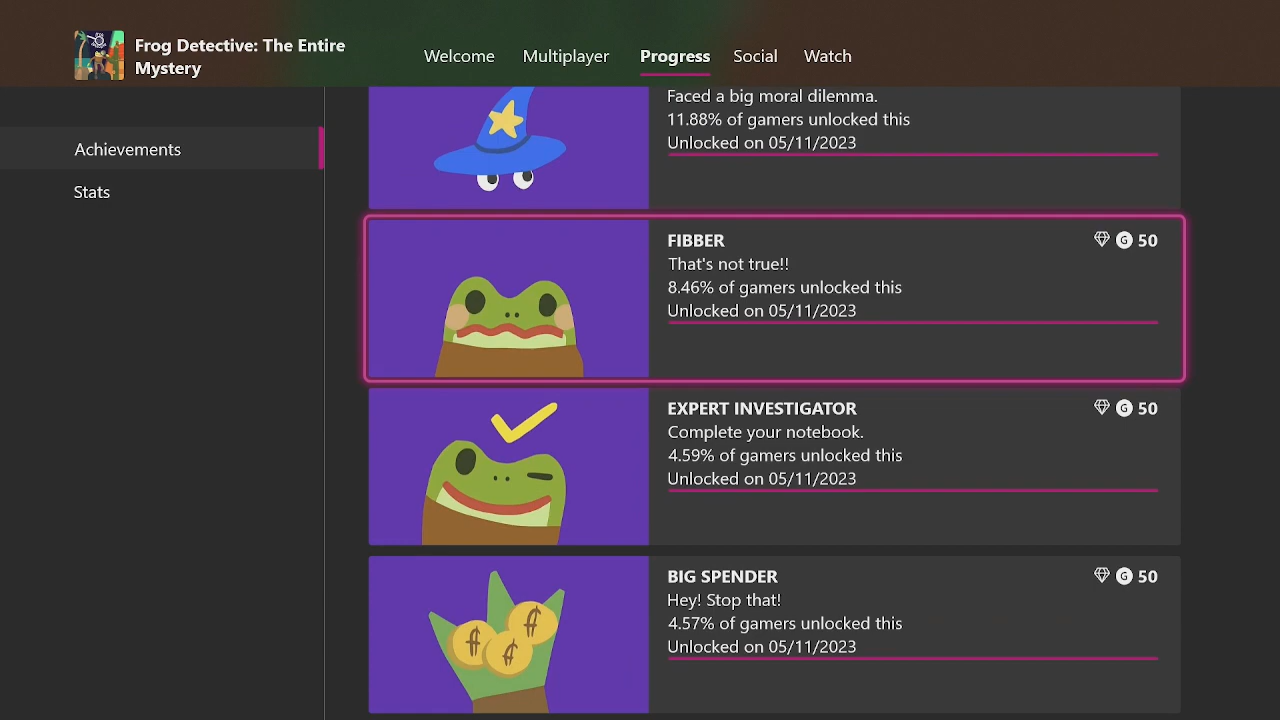 Frog Detective: The Entire
Mystery
Welcome
Multiplayer
Progress
Social
Watch
Achievements
Stats
Faced a big moral dilemma.
11.88% of gamers unlocked this
Unlocked on 05/11/2023
FIBBER
G 50
That's not true!!
8.46% of gamers unlocked this
Unlocked on 05/11/2023
EXPERT INVESTIGATOR
G 50
Complete your notebook.
4.59% of gamers unlocked this
Unlocked on 05/11/2023
BIG SPENDER
G 50
Hey! Stop that!
4.57% of gamers unlocked this
Unlocked on 05/11/2023